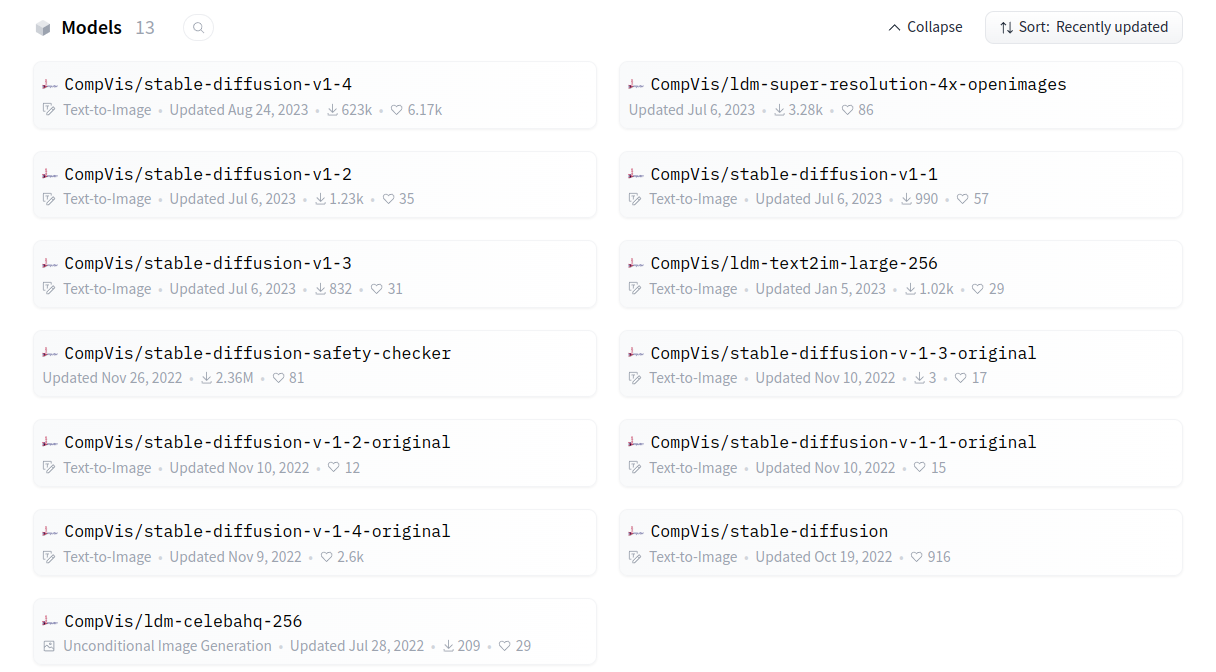 Models 13
Collapse
Sort: Recently updated
CompVis/stable-diffusion-v1-4
Text-to-Image • Updated Aug 24, 2023 • 623k • 6.17k
CompVis/ldm-super-resolution-4x-openimages
Updated Jul 6, 2023 • 3.28k • 86
CompVis/stable-diffusion-v1-2
Text-to-Image • Updated Jul 6, 2023 • 1.23k • 35
CompVis/stable-diffusion-v1-1
Text-to-Image • Updated Jul 6, 2023 • 990 • 57
CompVis/stable-diffusion-v1-3
Text-to-Image • Updated Jul 6, 2023 • 832 • 31
CompVis/ldm-text2im-large-256
Text-to-Image • Updated Jan 5, 2023 • 1.02k • 29
CompVis/stable-diffusion-safety-checker
Updated Nov 26, 2022 • 2.36M • 81
CompVis/stable-diffusion-v-1-3-original
Text-to-Image • Updated Nov 10, 2022 • 3 • 17
CompVis/stable-diffusion-v-1-2-original
Text-to-Image • Updated Nov 10, 2022 • 12
CompVis/stable-diffusion-v-1-1-original
Text-to-Image • Updated Nov 10, 2022 • 15
CompVis/stable-diffusion-v-1-4-original
Text-to-Image • Updated Nov 9, 2022 • 2.6k
CompVis/stable-diffusion
Text-to-Image • Updated Oct 19, 2022 • 916
CompVis/ldm-celebahq-256
Unconditional Image Generation • Updated Jul 28, 2022 • 209 • 29